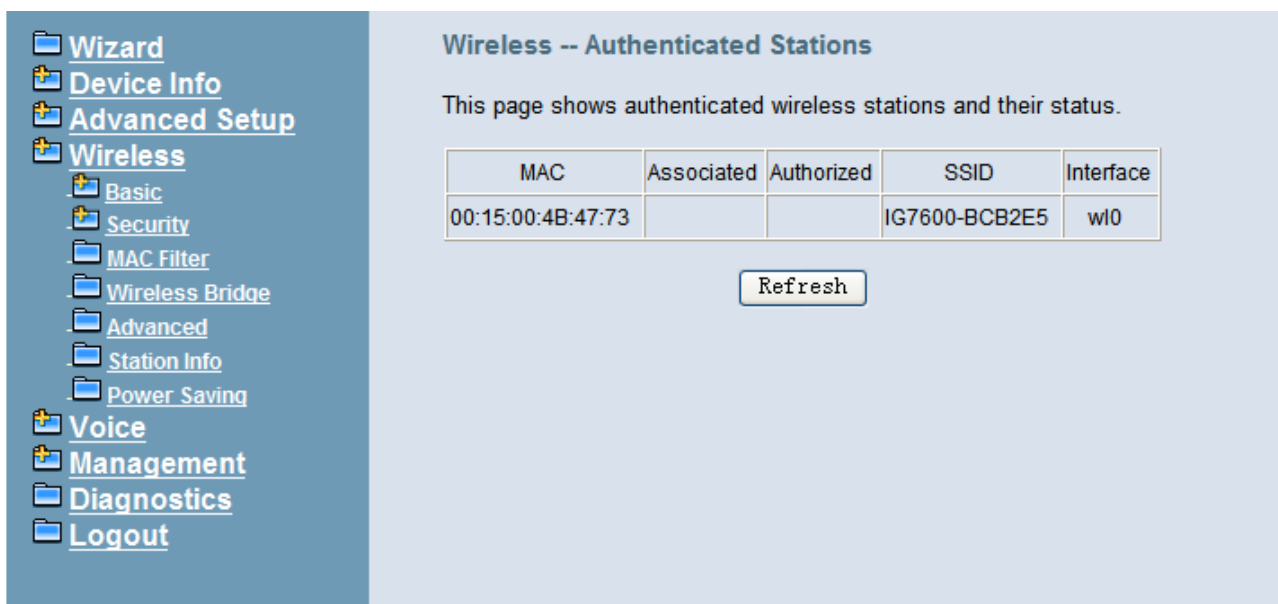 Wizard
Device Info
Advanced Setup
Wireless
Basic
Security
MAC Filter
Wireless Bridge
Advanced
Station Info
Power Saving
Voice
Management
Diagnostics
Logout
Wireless -- Authenticated Stations
This page shows authenticated wireless stations and their status.
MAC Associated Authorized SSID Interface
00:15:00:4B:47:73 IG7600-BCB2E5 wl0
Refresh